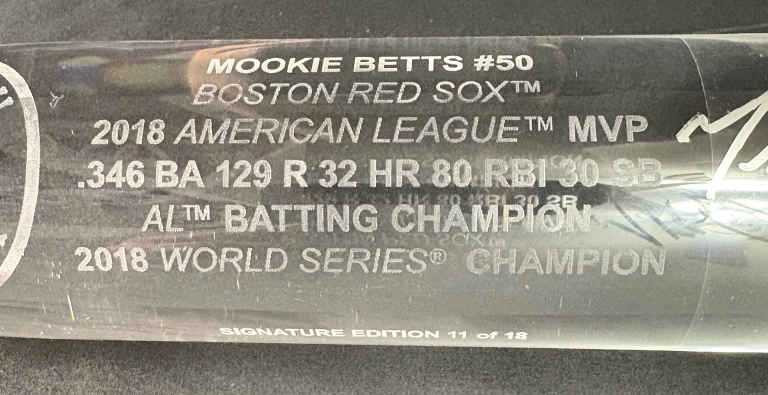 MOOKIE BETTS #50
BOSTON RED SOX™
2018 AMERICAN LEAGUE™ MVP
.346 BA 129 R 32 HR 80 RBI 30 SB
AL™ BATTING CHAMPION
2018 WORLD SERIES® CHAMPION
SIGNATURE EDITION 11 of 18